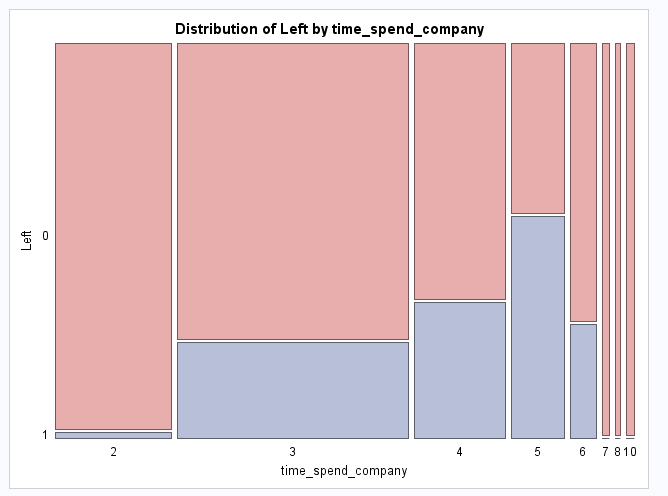 Distribution of Left by time_spend_company
Left
0
1
2 3 4 5 6 7 8 10
time_spend_company